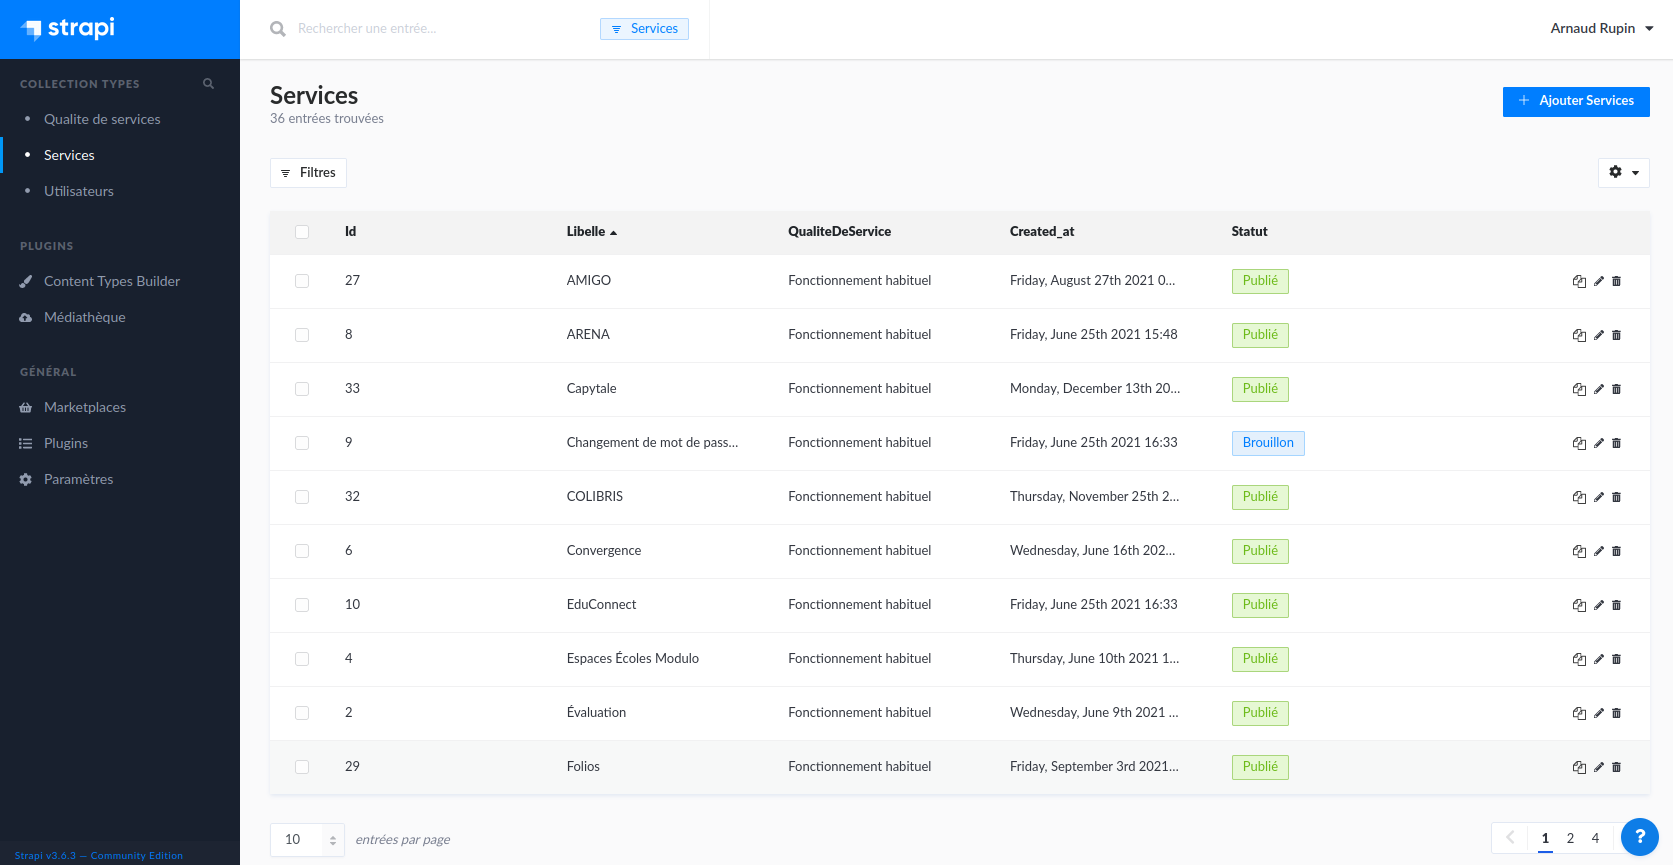 strapi
Rechercher une entrée...
Services
Arnaud Rupin
COLLECTION TYPES
Qualite de services
Services
Utilisateurs
PLUGINS
Content Types Builder
Médiathèque
GÉNÉRAL
Marketplaces
Plugins
Paramètres
Strapi v3.6.3 — Community Edition
Services
36 entrées trouvées
Ajouter Services
Filtres
Id Libelle QualiteDeService Created_at Statut
27 AMIGO Fonctionnement habituel Friday, August 27th 2021 0... Publié
8 ARENA Fonctionnement habituel Friday, June 25th 2021 15:48 Publié
33 Capytale Fonctionnement habituel Monday, December 13th 20... Publié
9 Changement de mot de pass... Fonctionnement habituel Friday, June 25th 2021 16:33 Brouillon
32 COLIBRIS Fonctionnement habituel Thursday, November 25th 2... Publié
6 Convergence Fonctionnement habituel Wednesday, June 16th 202... Publié
10 EduConnect Fonctionnement habituel Friday, June 25th 2021 16:33 Publié
4 Espaces Écoles Modulo Fonctionnement habituel Thursday, June 10th 2021 1... Publié
2 Évaluation Fonctionnement habituel Wednesday, June 9th 2021 ... Publié
29 Folios Fonctionnement habituel Friday, September 3rd 2021... Publié
10 entrées par page
1 2 4
?